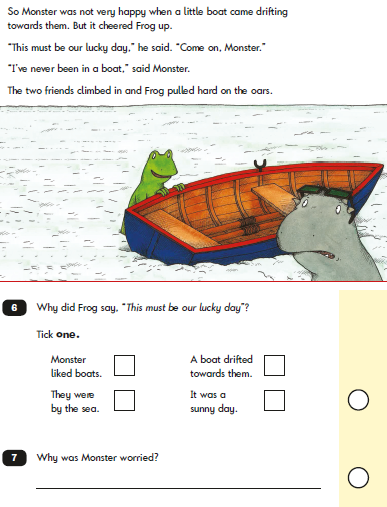 So Monster was not very happy when a little boat came drifting
towards them. But it cheered Frog up.
“This must be our lucky day,” he said. “Come on, Monster.”
“I’ve never been in a boat,” said Monster.
The two friends climbed in and Frog pulled hard on the oars.
6 Why did Frog say, “This must be our lucky day”?
Tick one.
Monster
liked boats.
A boat drifted
towards them.
They were
by the sea.
It was a
sunny day.
7 Why was Monster worried?